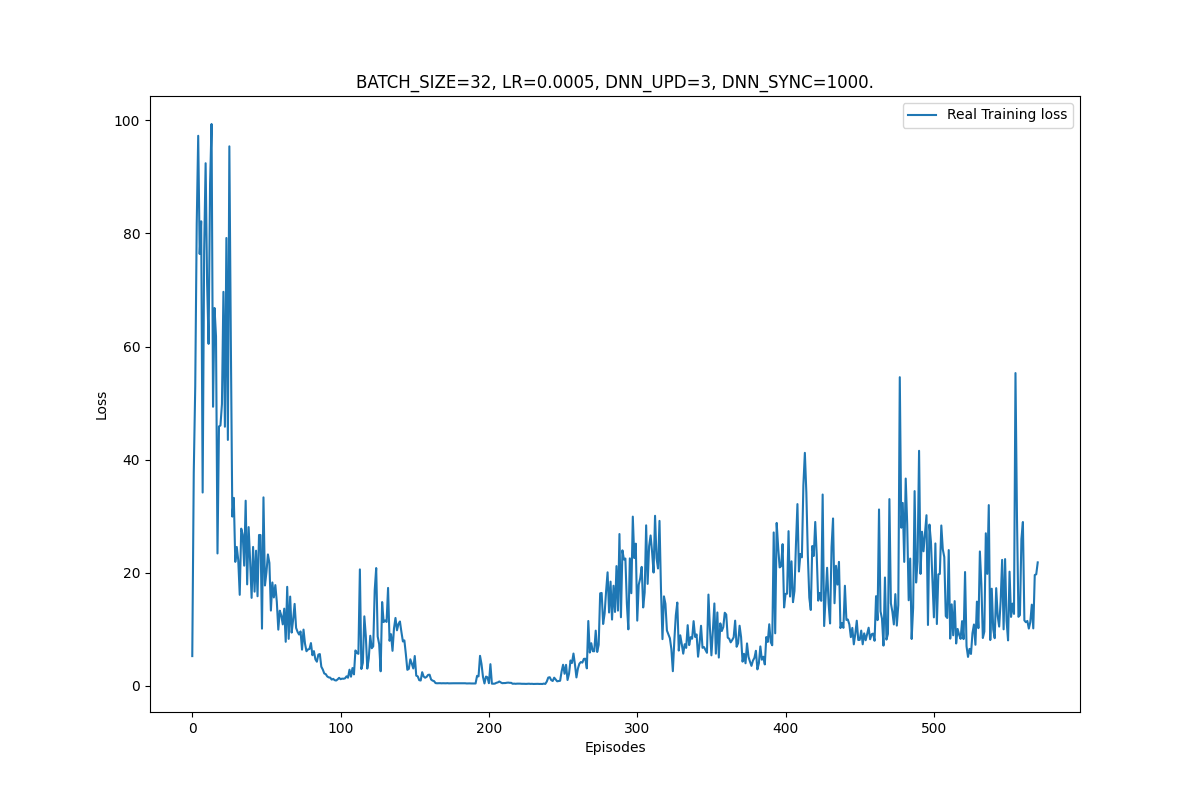 BATCH_SIZE=32, LR=0.0005, DNN_UPD=3, DNN_SYNC=1000.
Real Training loss
100
80
60
40
20
0
Loss
0 100 200 300 400 500
Episodes